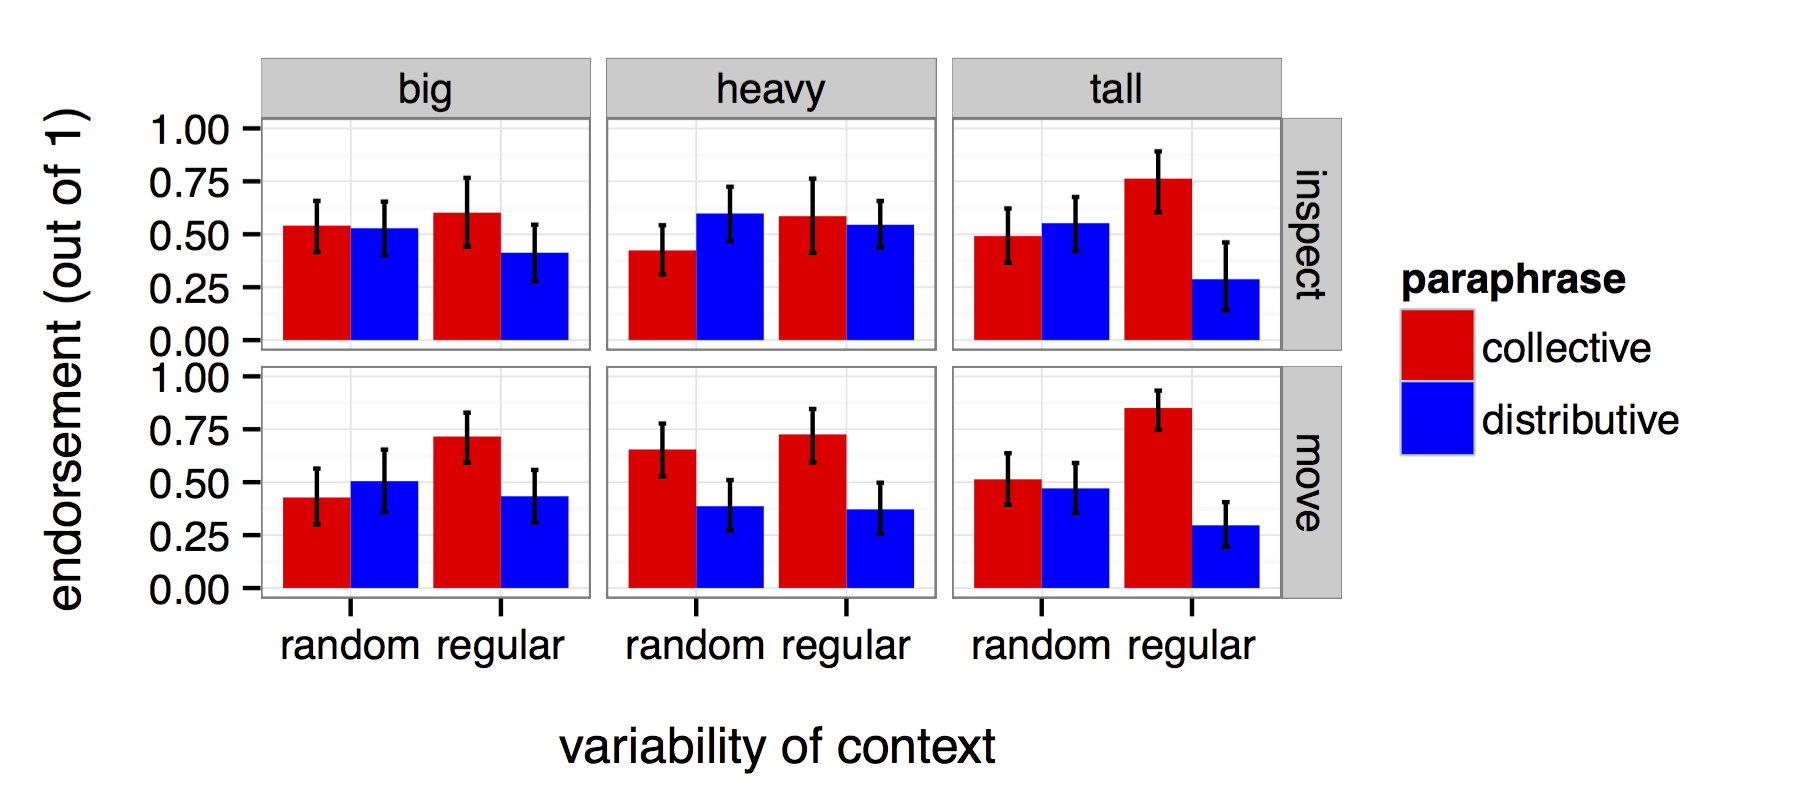 big heavy tall
endorsement (out of 1)
1.00
0.75
0.50
0.25
0.00
inspect
1.00
0.75
0.50
0.25
0.00
move
random regular random regular random regular
variability of context
paraphrase
collective
distributive